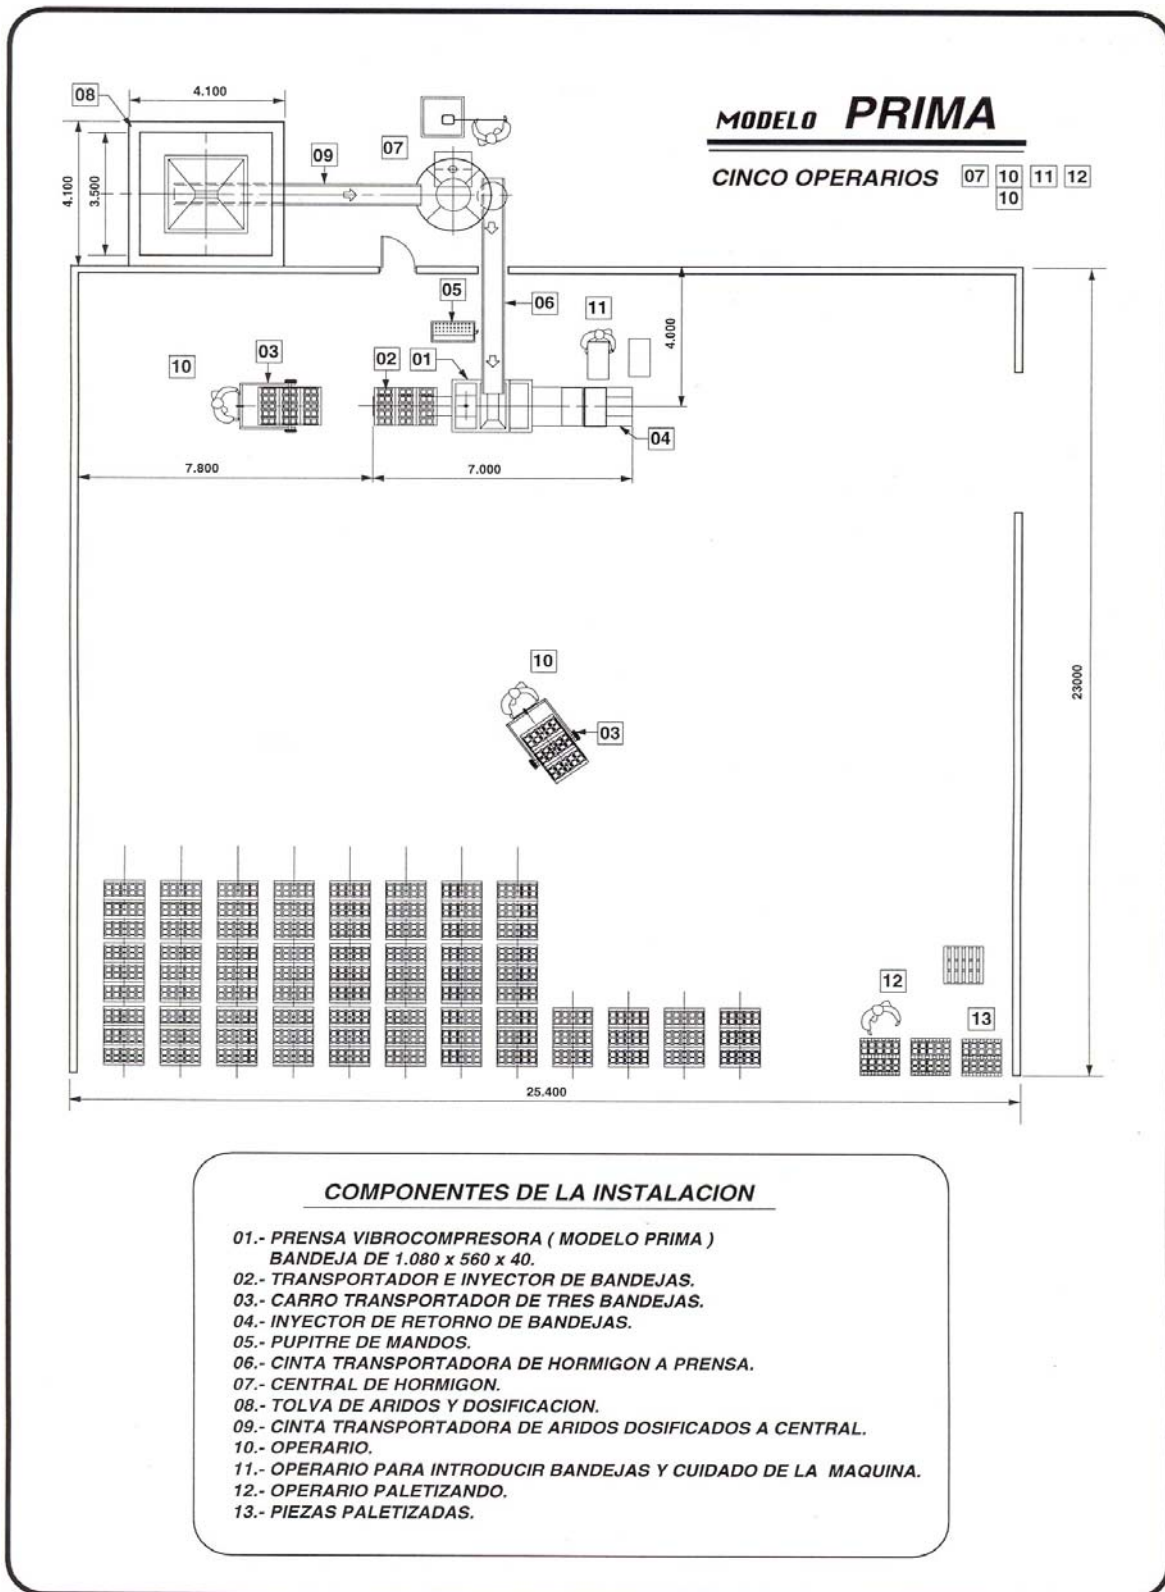 MODELO PRIMA
CINCO OPERARIOS 07 10 11 12
10
08
4.100
4.100
3.500
09
07
05
06
11
4.000
10
03
02
01
04
7.800
7.000
23000
10
03
12
13
25.400
COMPONENTES DE LA INSTALACION
01.- PRENSA VIBROCOMPRESORA ( MODELO PRIMA )
BANDEJA DE 1.080 x 560 x 40.
02.- TRANSPORTADOR E INYECTOR DE BANDEJAS.
03.- CARRO TRANSPORTADOR DE TRES BANDEJAS.
04.- INYECTOR DE RETORNO DE BANDEJAS.
05.- PUPITRE DE MANDOS.
06.- CINTA TRANSPORTADORA DE HORMIGON A PRENSA.
07.- CENTRAL DE HORMIGON.
08.- TOLVA DE ARIDOS Y DOSIFICACION.
09.- CINTA TRANSPORTADORA DE ARIDOS DOSIFICADOS A CENTRAL.
10.- OPERARIO.
11.- OPERARIO PARA INTRODUCIR BANDEJAS Y CUIDADO DE LA MAQUINA.
12.- OPERARIO PALETIZANDO.
13.- PIEZAS PALETIZADAS.